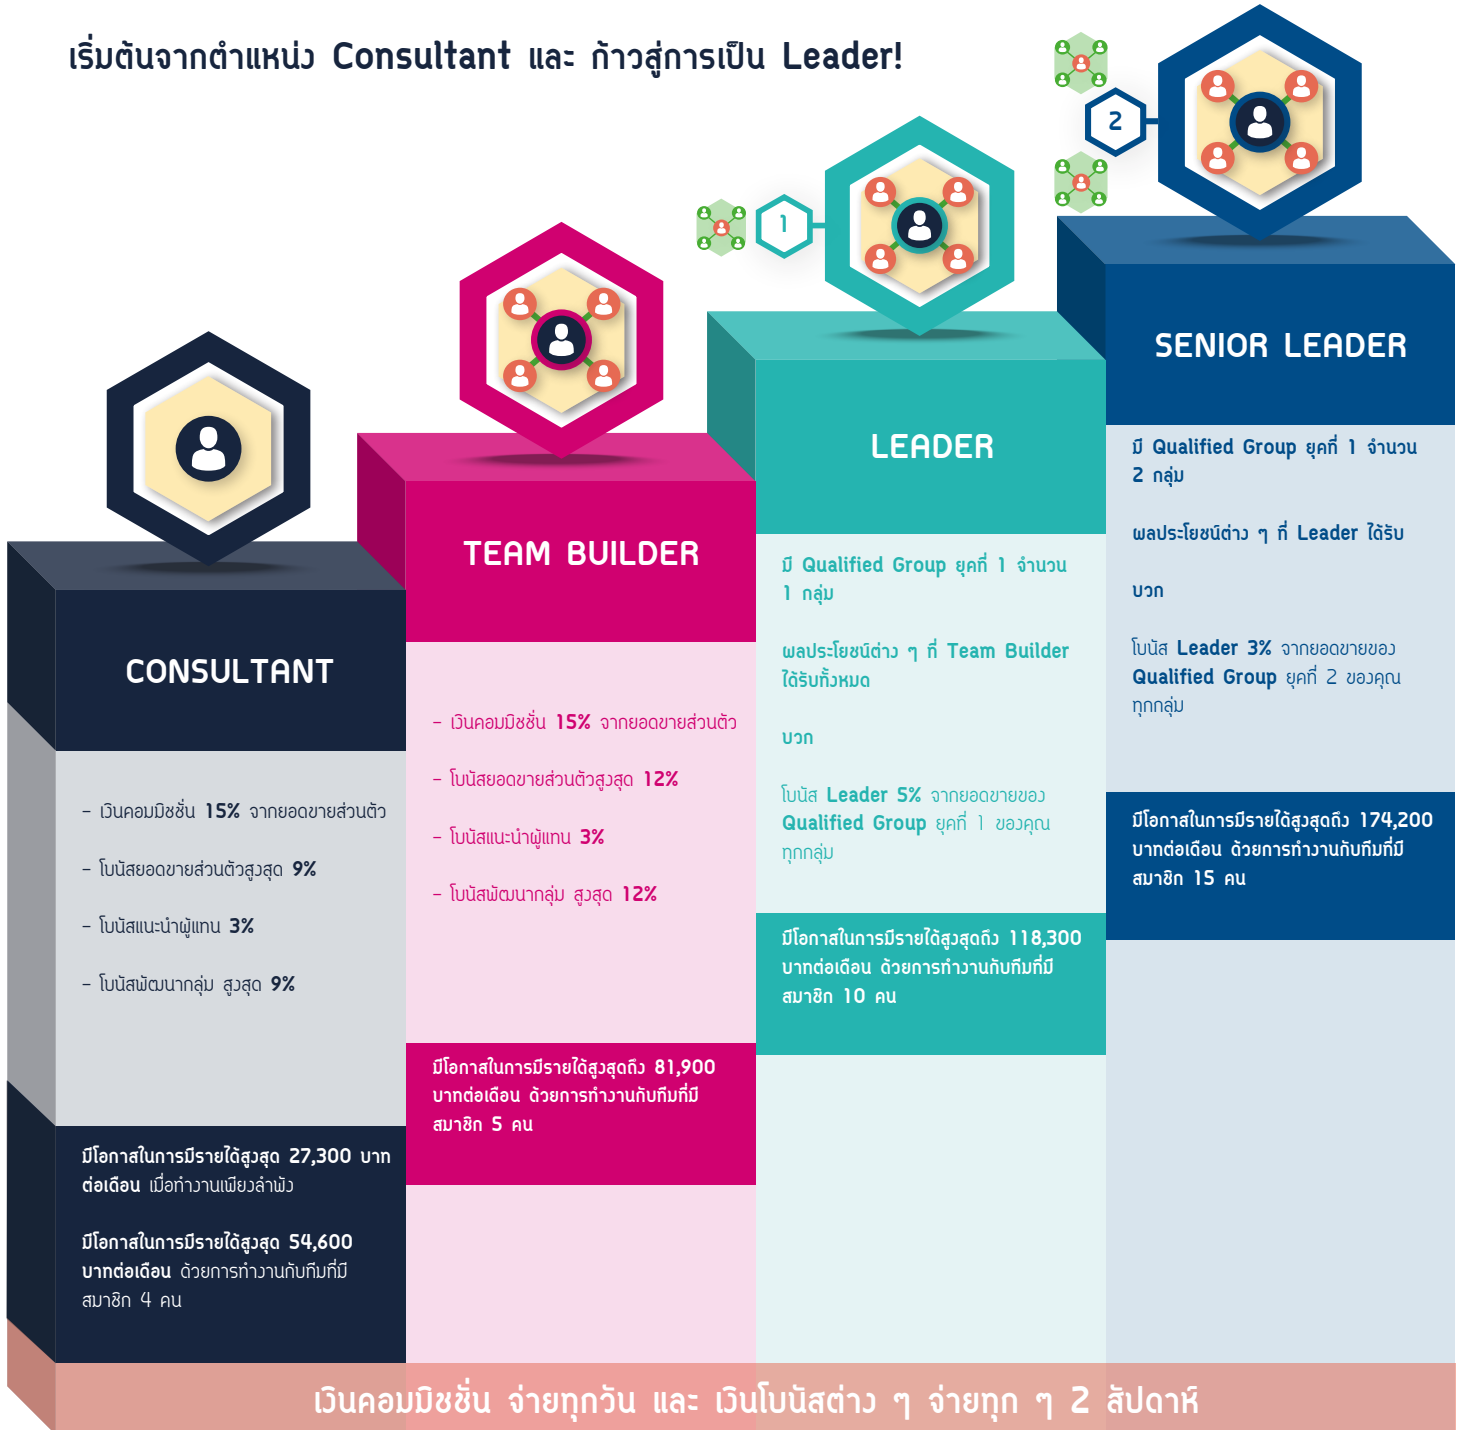 เริ่มต้นจากตำแหน่ง Consultant และ ก้าวสู่การเป็น Leader!
2
1
CONSULTANT
- เงินคอมมิชชั่น 15% จากยอดขายส่วนตัว
- โบนัสยอดขายส่วนตัวสูงสุด 9%
- โบนัสแนะนำผู้แทน 3%
- โบนัสพัฒนากลุ่ม สูงสุด 9%
มีโอกาสในการมีรายได้สูงสุด 27,300 บาท
ต่อเดือน เมื่อทำงานเพียงลำพัง
มีโอกาสในการมีรายได้สูงสุด 54,600
บาทต่อเดือน ด้วยการทำงานกับทีมที่มี
สมาชิก 4 คน
TEAM BUILDER
- เงินคอมมิชชั่น 15% จากยอดขายส่วนตัว
- โบนัสยอดขายส่วนตัวสูงสุด 12%
- โบนัสแนะนำผู้แทน 3%
- โบนัสพัฒนากลุ่ม สูงสุด 12%
มีโอกาสในการมีรายได้สูงสุดถึง 81,900
บาทต่อเดือน ด้วยการทำงานกับทีมที่มี
สมาชิก 5 คน
LEADER
มี Qualified Group ยุคที่ 1 จำนวน
1 กลุ่ม
ผลประโยชน์ต่าง ๆ ที่ Team Builder
ได้รับทั้งหมด
บวก
โบนัส Leader 5% จากยอดขายของ
Qualified Group ยุคที่ 1 ของคุณ
ทุกกลุ่ม
มีโอกาสในการมีรายได้สูงสุดถึง 118,300
บาทต่อเดือน ด้วยการทำงานกับทีมที่มี
สมาชิก 10 คน
SENIOR LEADER
มี Qualified Group ยุคที่ 1 จำนวน
2 กลุ่ม
ผลประโยชน์ต่าง ๆ ที่ Leader ได้รับ
บวก
โบนัส Leader 3% จากยอดขายของ
Qualified Group ยุคที่ 2 ของคุณ
ทุกกลุ่ม
มีโอกาสในการมีรายได้สูงสุดถึง 174,200
บาทต่อเดือน ด้วยการทำงานกับทีมที่มี
สมาชิก 15 คน
เงินคอมมิชชั่น จ่ายทุกวัน และ เงินโบนัสต่าง ๆ จ่ายทุก ๆ 2 สัปดาห์